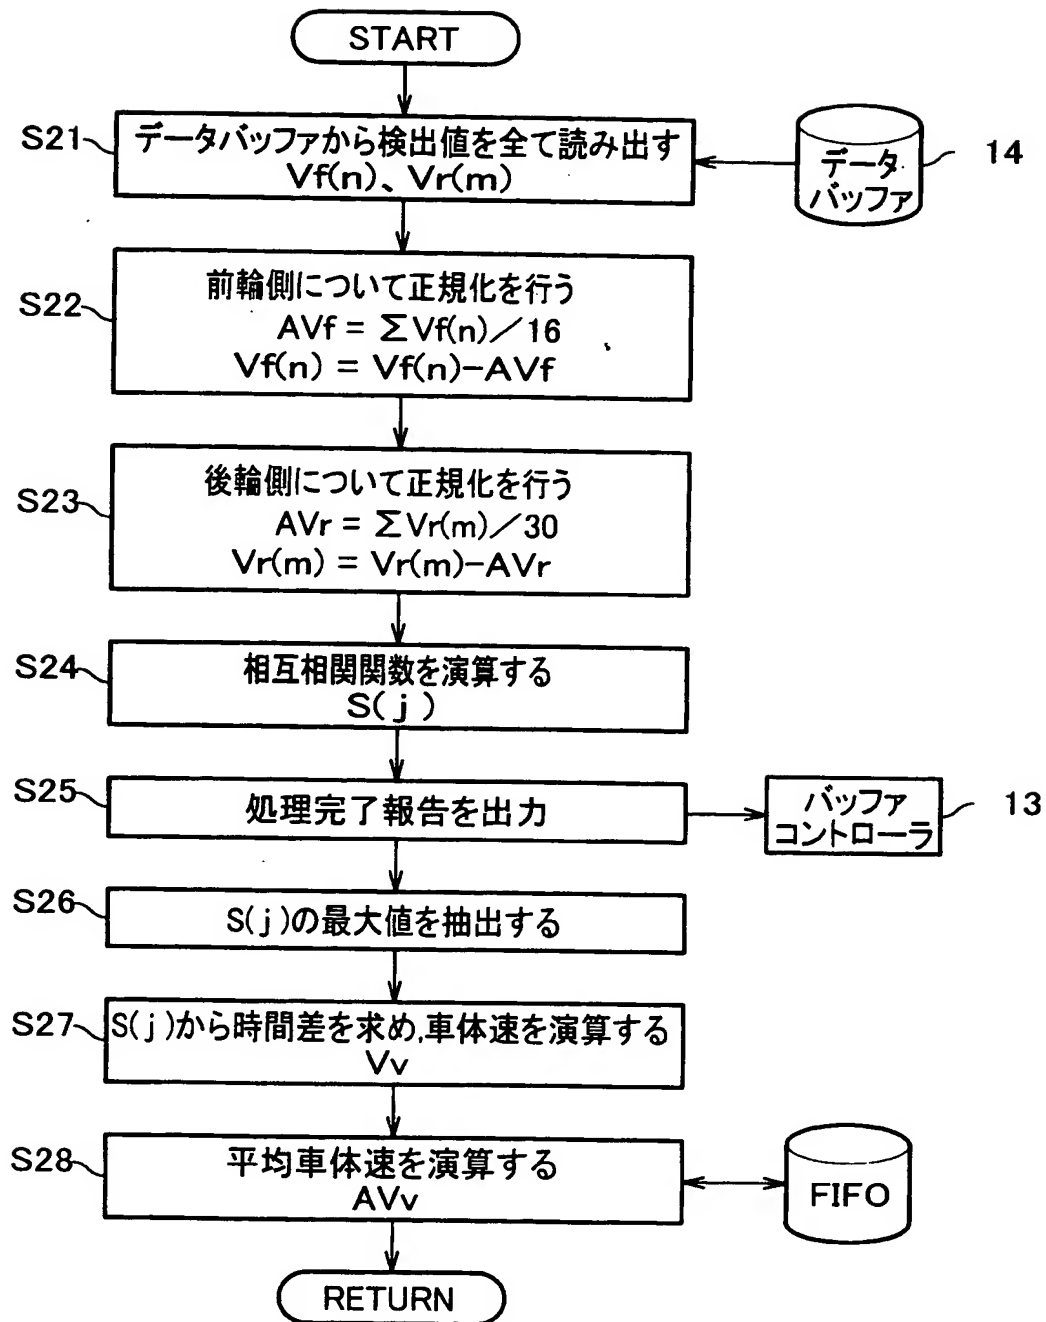 START
S21
データバッファから検出値を全て読み出す
Vf(n)、Vr(m)
データ
バッファ
14
S22
前輪側について正規化を行う
AVf = ΣVf(n)／16
Vf(n) = Vf(n)-AVf
S23
後輪側について正規化を行う
AVr = ΣVr(m)／30
Vr(m) = Vr(m)-AVr
S24
相互相関関数を演算する
S(j)
S25
処理完了報告を出力
バッファ
コントローラ
13
S26
S(j)の最大値を抽出する
S27
S(j)から時間差を求め,車体速を演算する
Vv
S28
平均車体速を演算する
AVv
FIFO
RETURN